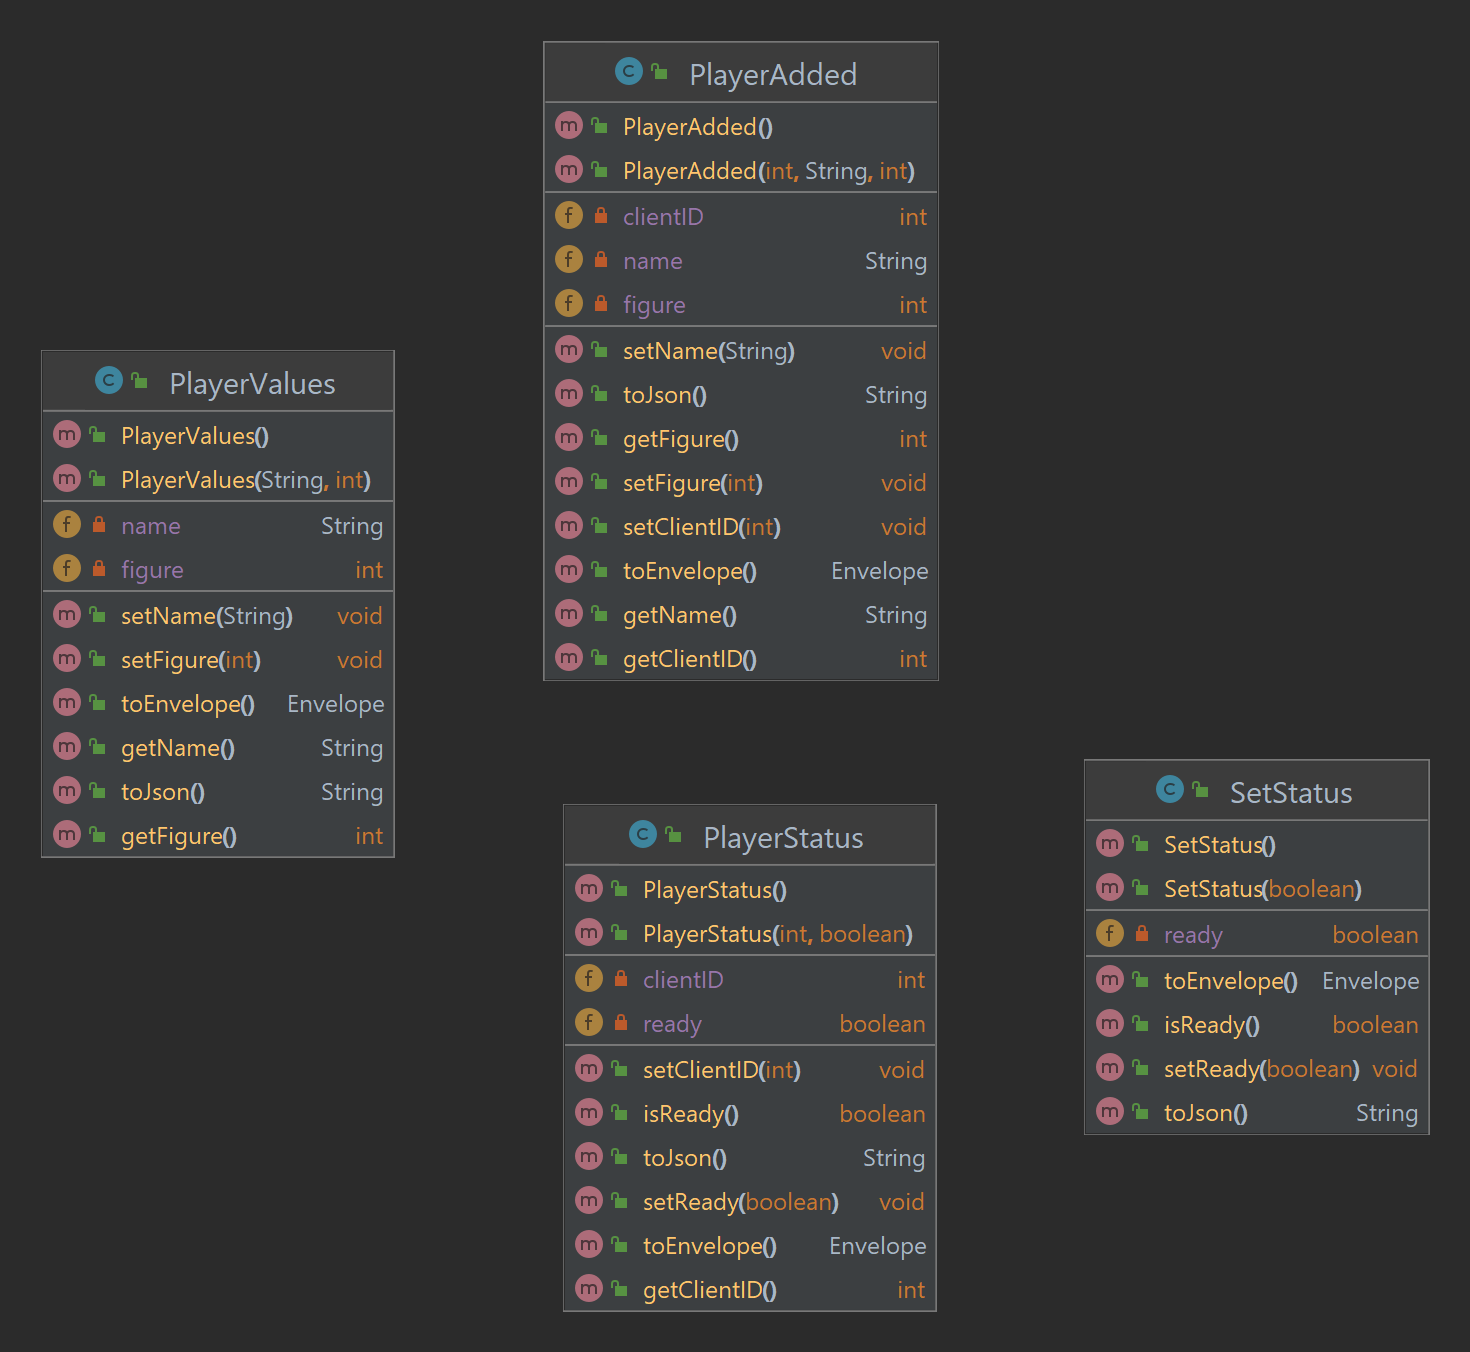 PlayerAdded
PlayerAdded()
PlayerAdded(int, String, int)
clientID int
name String
figure int
setName(String) void
toJson() String
getFigure() int
setFigure(int) void
setClientID(int) void
toEnvelope() Envelope
getName() String
getClientID() int
PlayerValues
PlayerValues()
PlayerValues(String, int)
name String
figure int
setName(String) void
setFigure(int) void
toEnvelope() Envelope
getName() String
toJson() String
getFigure() int
PlayerStatus
PlayerStatus()
PlayerStatus(int, boolean)
clientID int
ready boolean
setClientID(int) void
isReady() boolean
toJson() String
setReady(boolean) void
toEnvelope() Envelope
getClientID() int
SetStatus
SetStatus()
SetStatus(boolean)
ready boolean
toEnvelope() Envelope
isReady() boolean
setReady(boolean) void
toJson() String